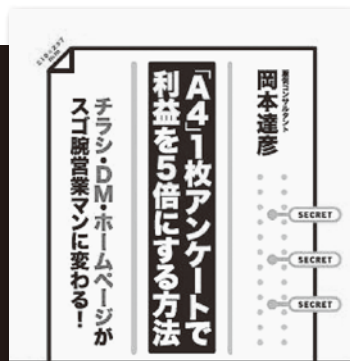 販促コンサルタント
岡本達彦
「A4」1枚アンケートで
利益を5倍にする方法
チラシ・DM・ホームページが
スゴ腕営業マンに変わる!
SECRET
SECRET
SECRET